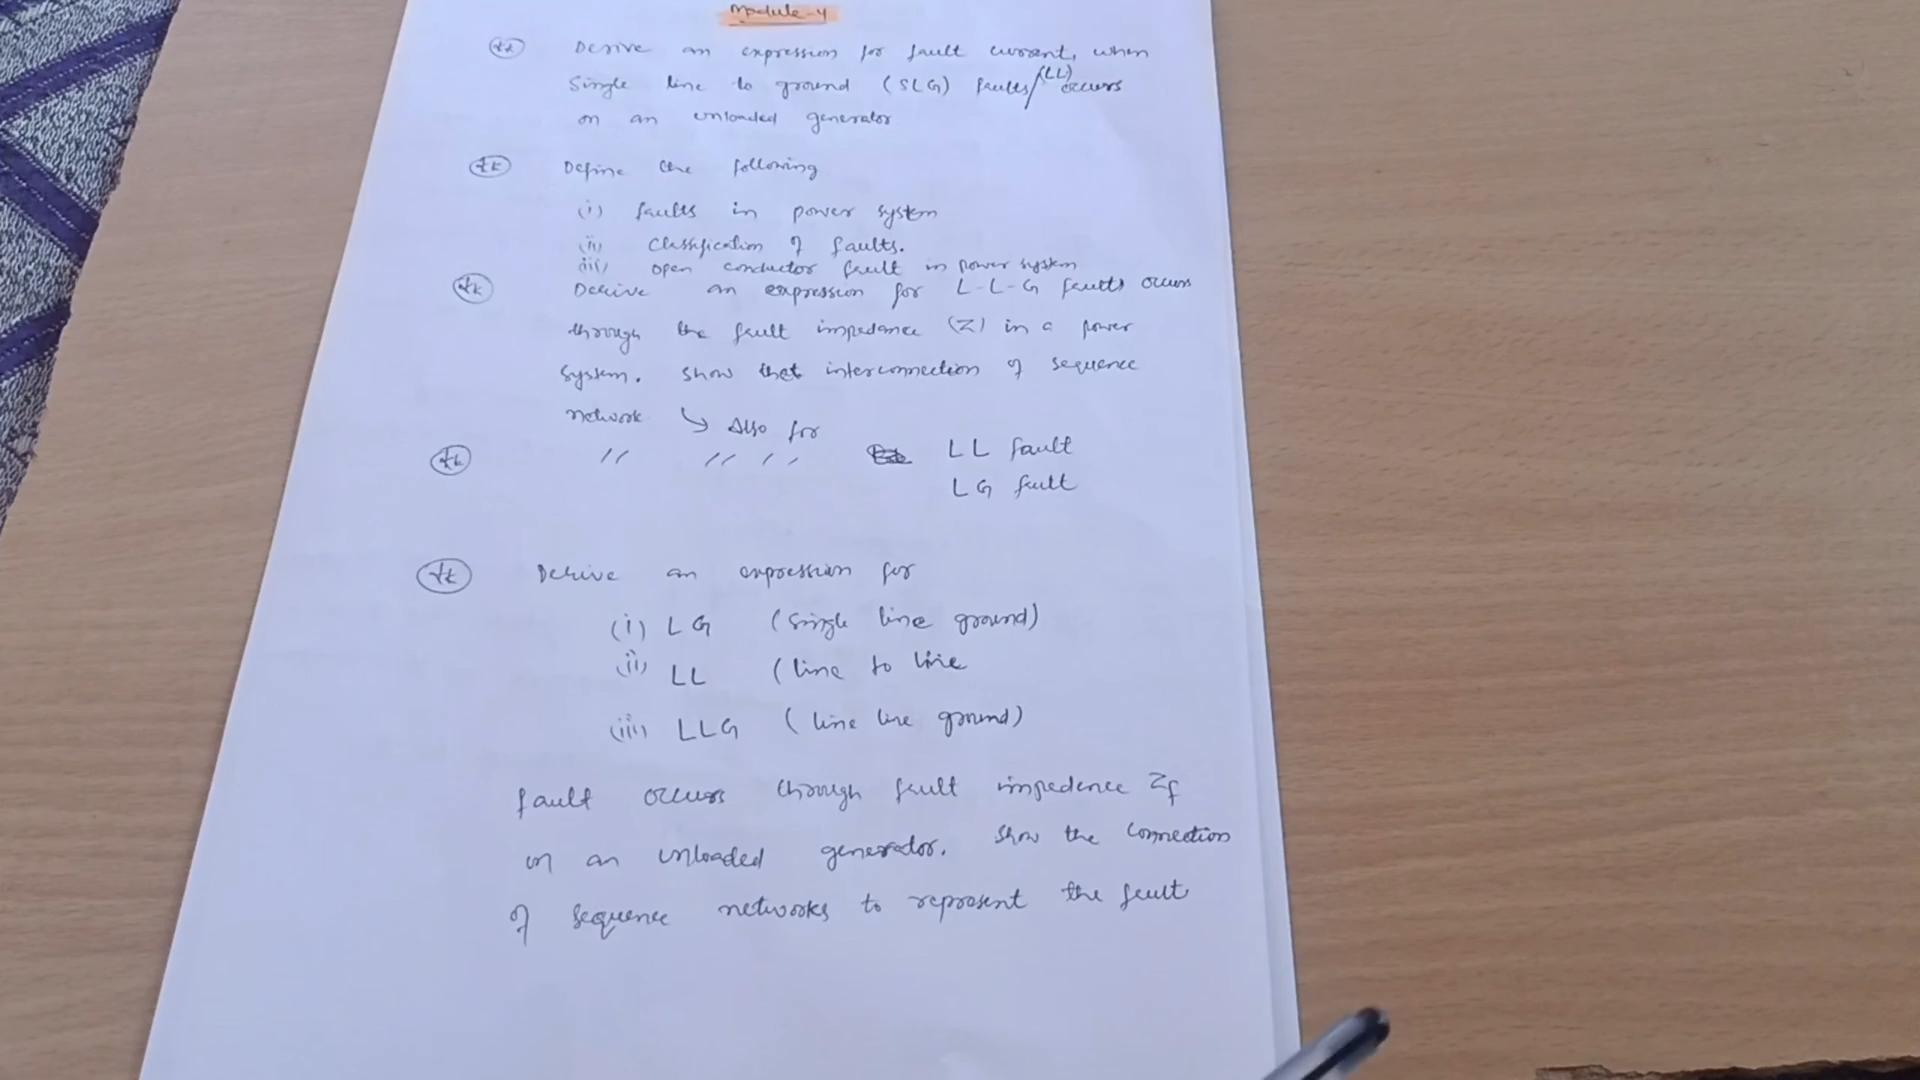 Module-4
Derive an expression for fault current, when
Single line to ground (SLG) faults/(LL) occurs
on an unloaded generator
Define the following
(i) faults in power system
(ii) Classification of faults.
(iii) open conductor fault in power system
Derive an expression for L-L-G faults occurs
through the fault impedance (Z) in a power
system. show that interconnection of sequence
network ↳ Also for
" " " LL fault
LG fault
Derive an expression for
(i) LG (single line ground)
(ii) LL (line to line
(iii) LLG (line line ground)
fault occurs through fault impedence Zf
on an unloaded generator. Show the connection
of sequence networks to represent the fault